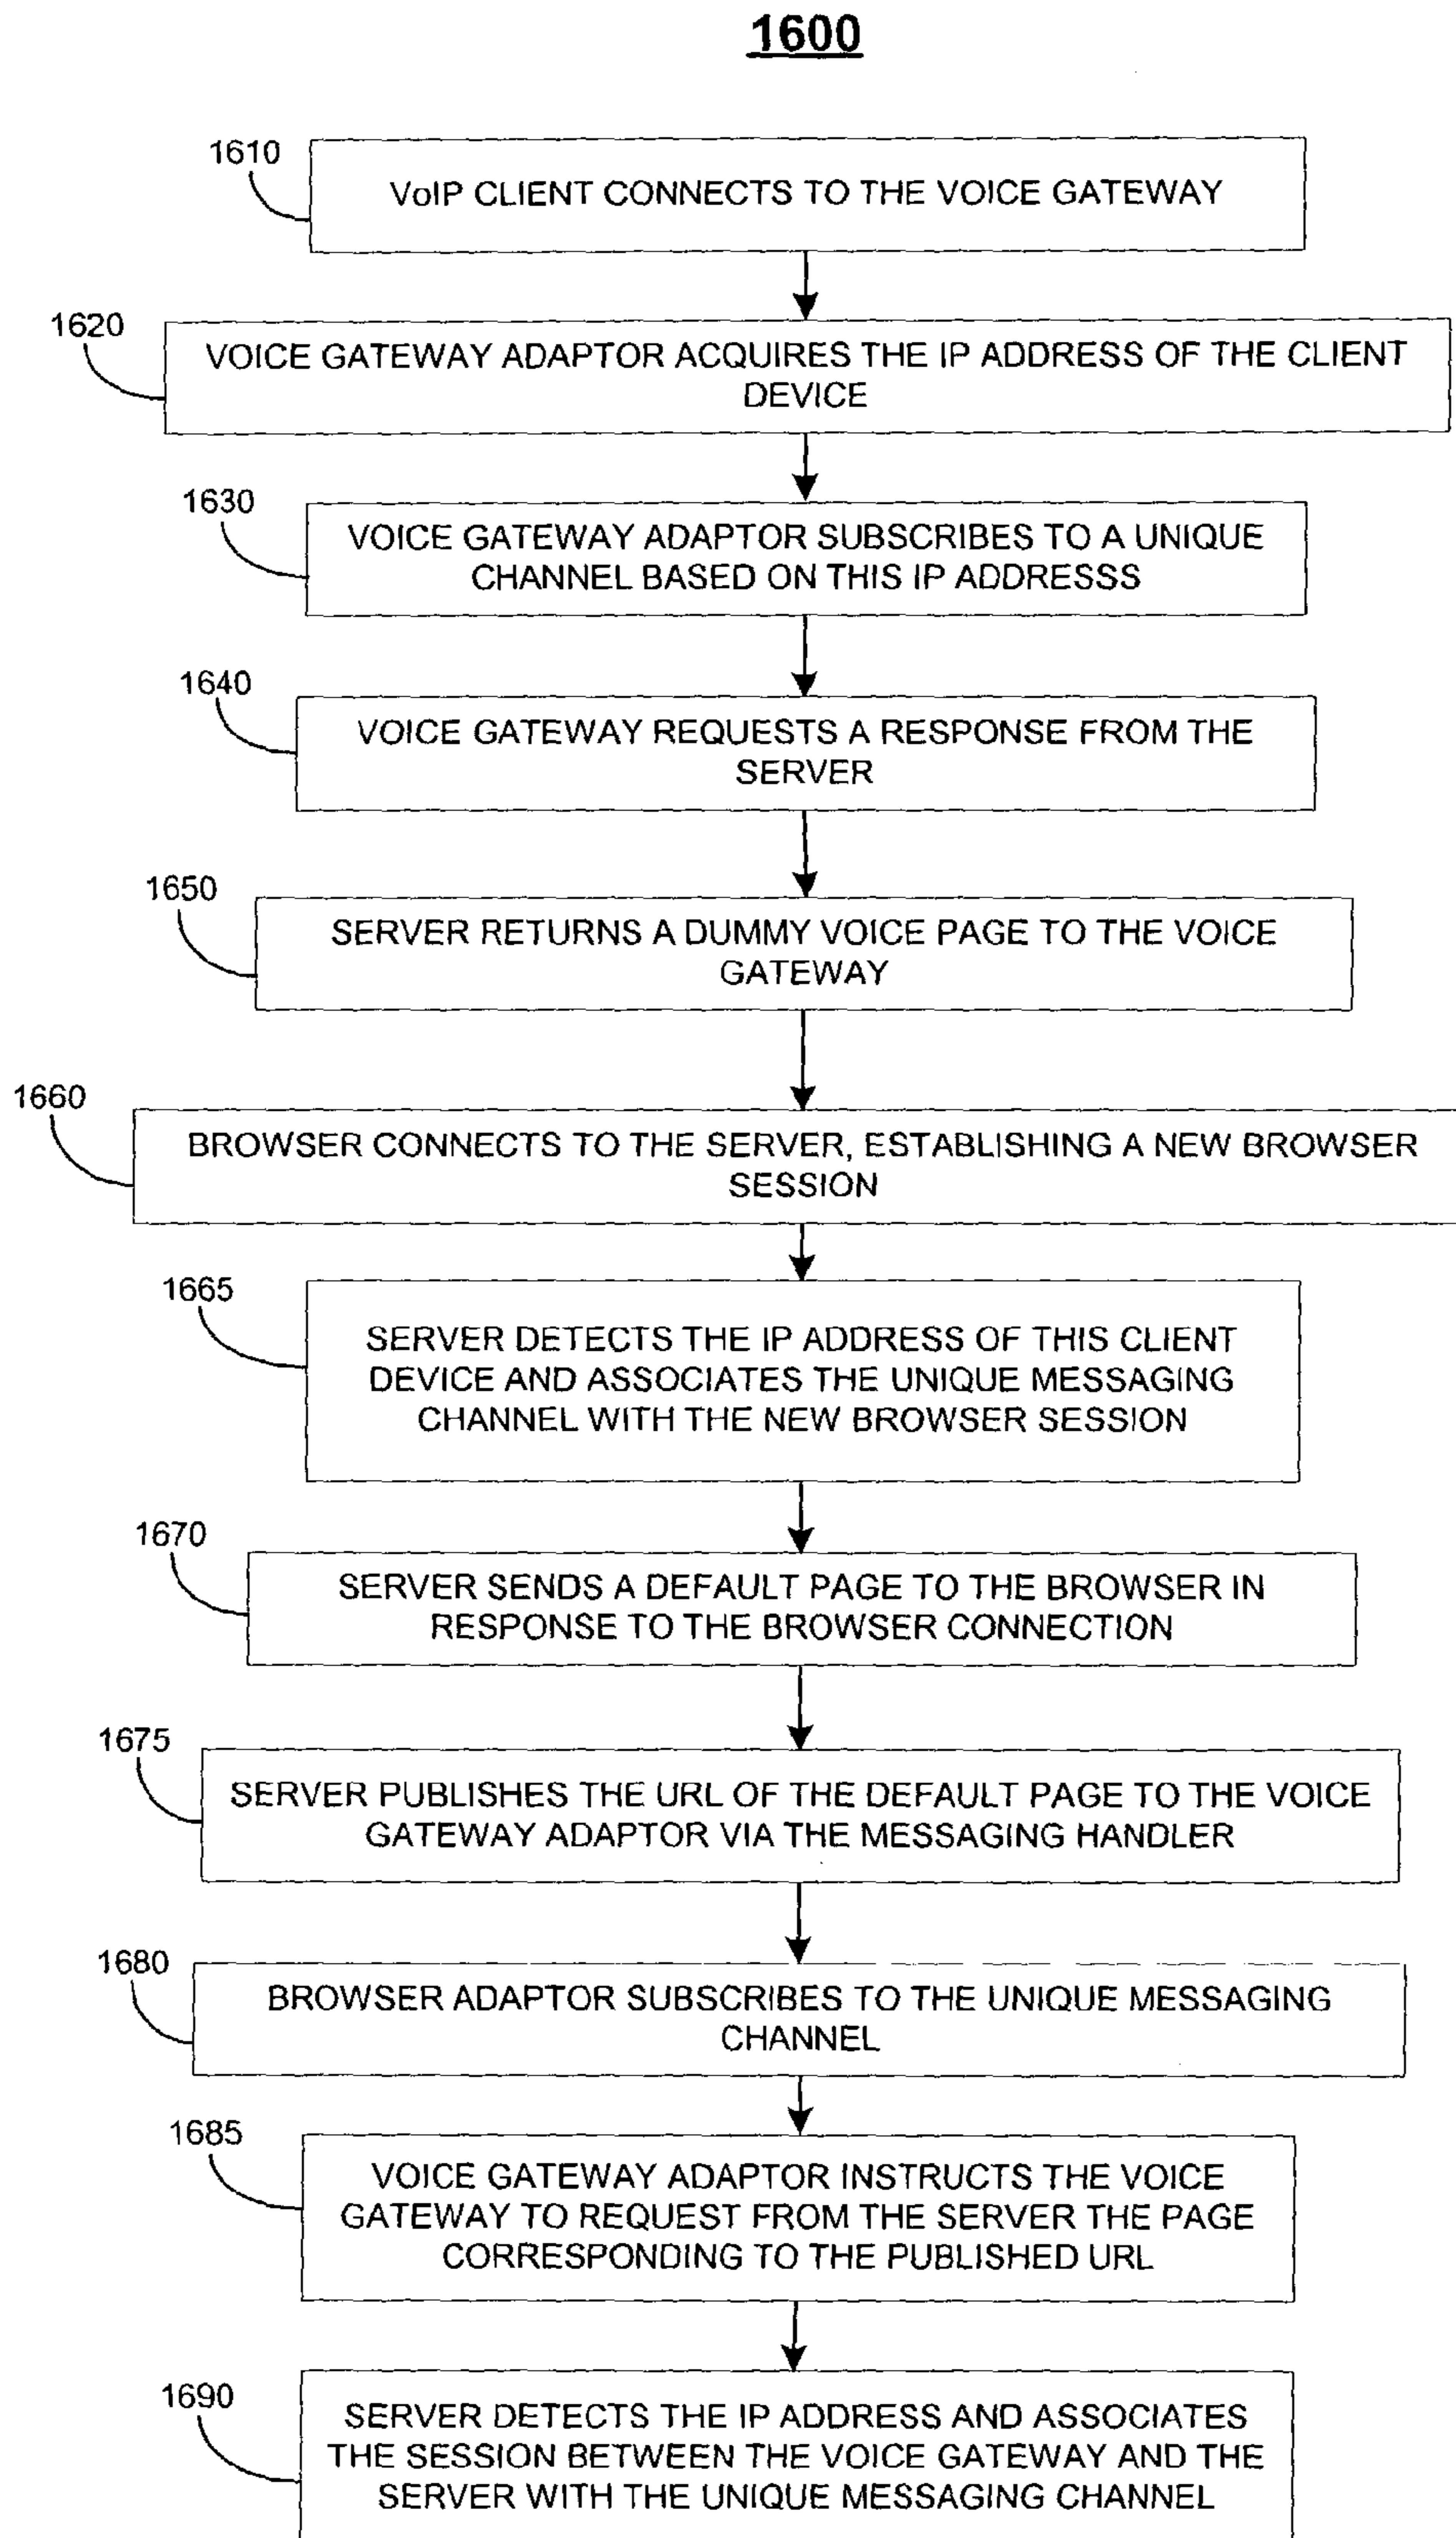 1600
1610
VoIP CLIENT CONNECTS TO THE VOICE GATEWAY
1620
VOICE GATEWAY ADAPTOR ACQUIRES THE IP ADDRESS OF THE CLIENT
DEVICE
1630
VOICE GATEWAY ADAPTOR SUBSCRIBES TO A UNIQUE
CHANNEL BASED ON THIS IP ADDRESSS
1640
VOICE GATEWAY REQUESTS A RESPONSE FROM THE
SERVER
1650
SERVER RETURNS A DUMMY VOICE PAGE TO THE VOICE
GATEWAY
1660
BROWSER CONNECTS TO THE SERVER, ESTABLISHING A NEW BROWSER
SESSION
1665
SERVER DETECTS THE IP ADDRESS OF THIS CLIENT
DEVICE AND ASSOCIATES THE UNIQUE MESSAGING
CHANNEL WITH THE NEW BROWSER SESSION
1670
SERVER SENDS A DEFAULT PAGE TO THE BROWSER IN
RESPONSE TO THE BROWSER CONNECTION
1675
SERVER PUBLISHES THE URL OF THE DEFAULT PAGE TO THE VOICE
GATEWAY ADAPTOR VIA THE MESSAGING HANDLER
1680
BROWSER ADAPTOR SUBSCRIBES TO THE UNIQUE MESSAGING
CHANNEL
1685
VOICE GATEWAY ADAPTOR INSTRUCTS THE VOICE
GATEWAY TO REQUEST FROM THE SERVER THE PAGE
CORRESPONDING TO THE PUBLISHED URL
1690
SERVER DETECTS THE IP ADDRESS AND ASSOCIATES
THE SESSION BETWEEN THE VOICE GATEWAY AND THE
SERVER WITH THE UNIQUE MESSAGING CHANNEL